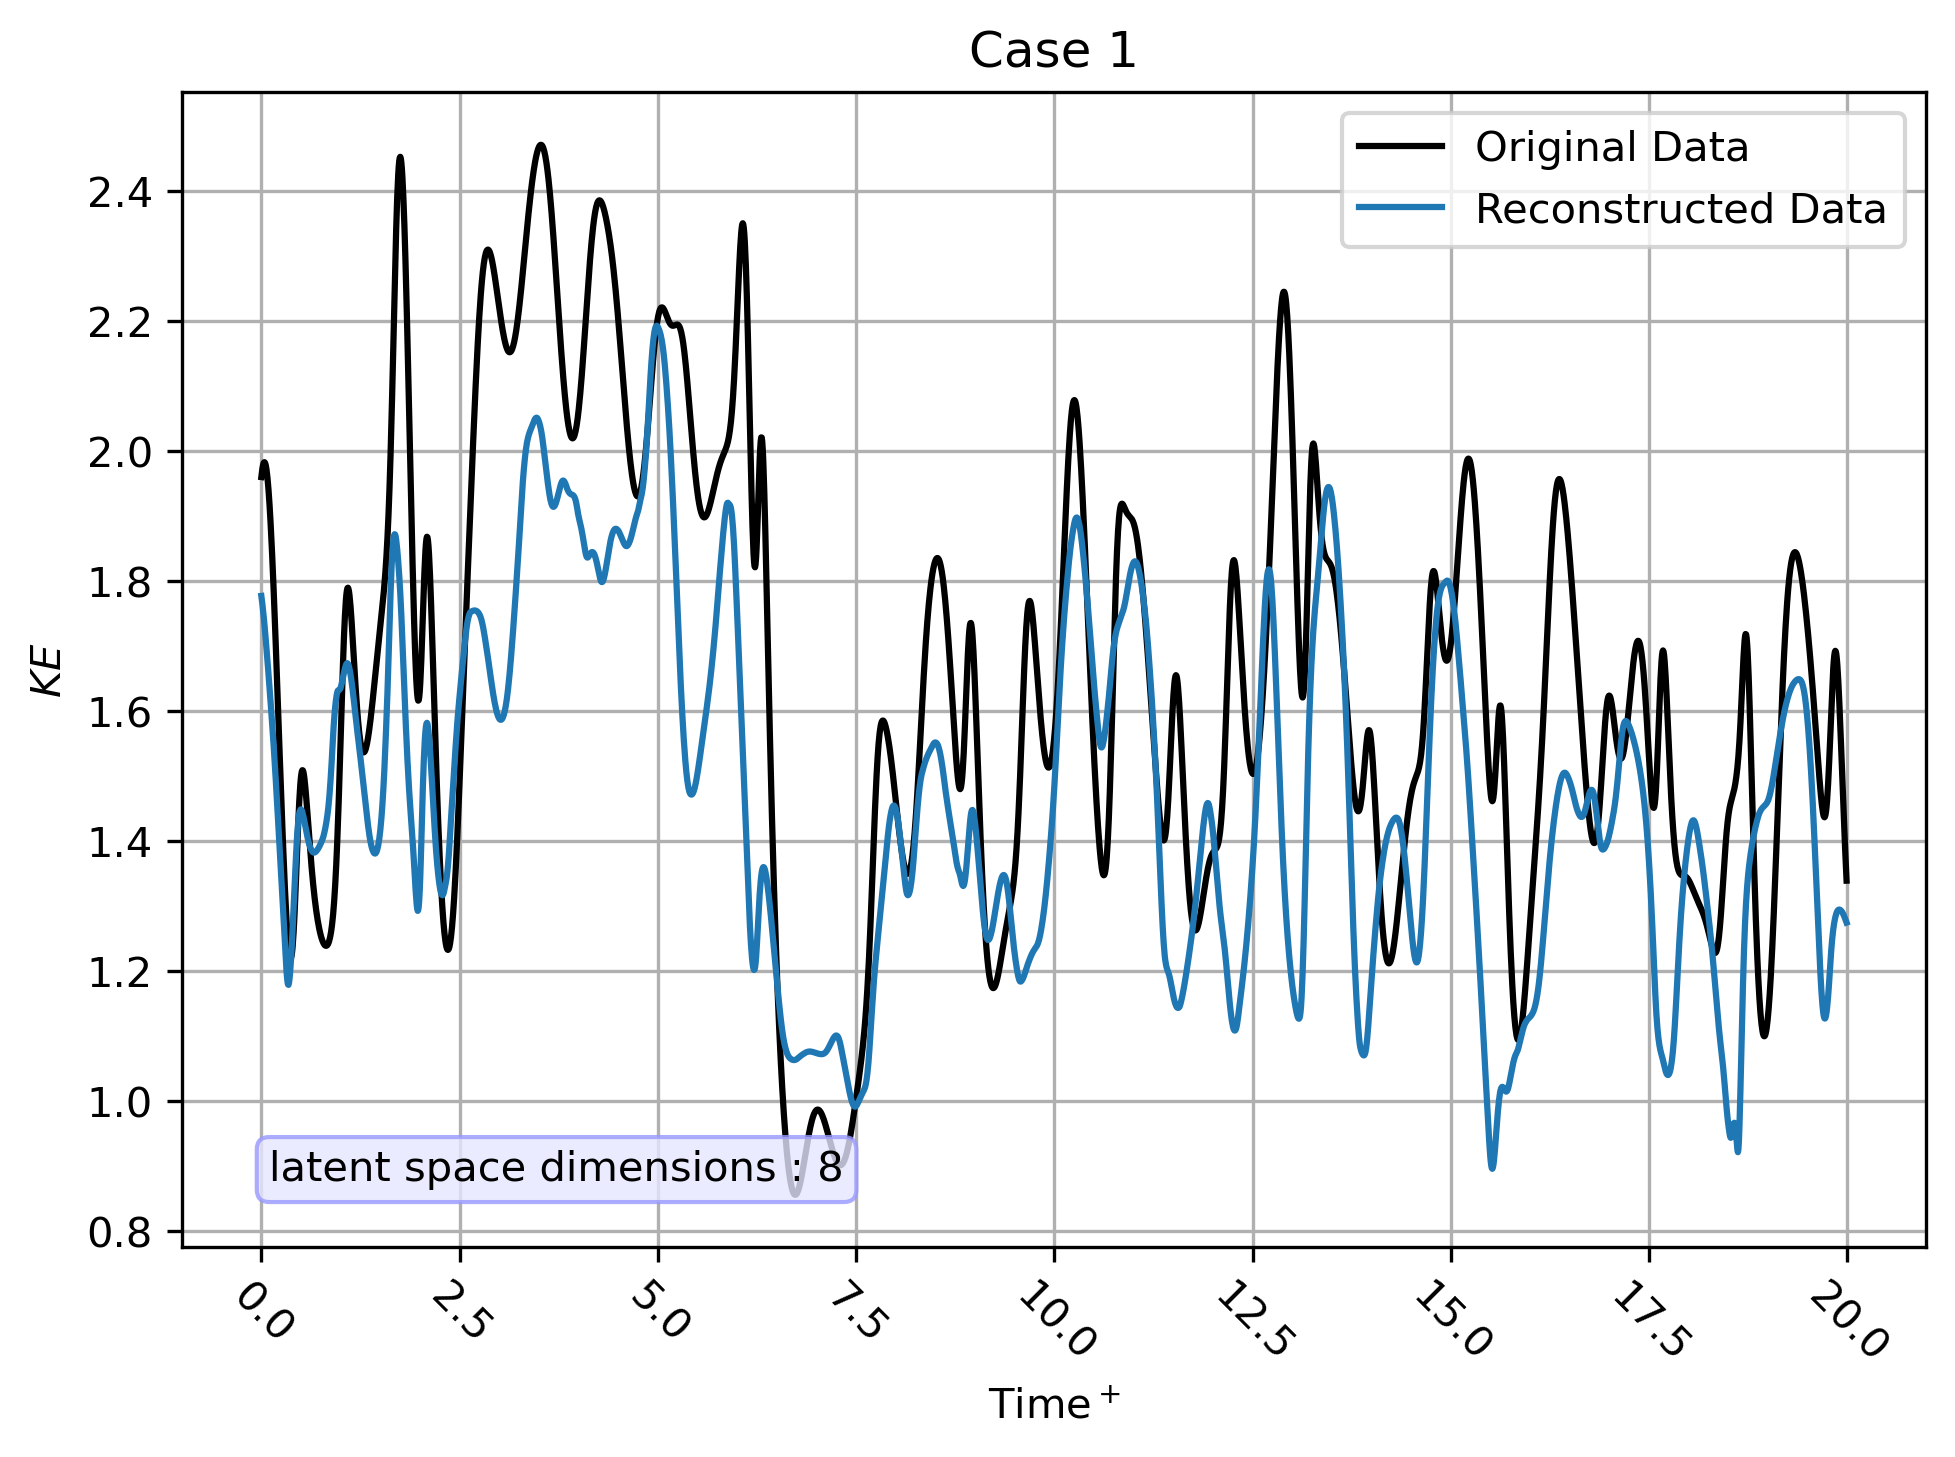 Case 1
Original Data
Reconstructed Data
2.4
2.2
2.0
1.8
1.6
1.4
1.2
1.0
0.8
KE
latent space dimensions : 8
0.0 2.5 5.0 7.5 10.0 12.5 15.0 17.5 20.0
Time⁺